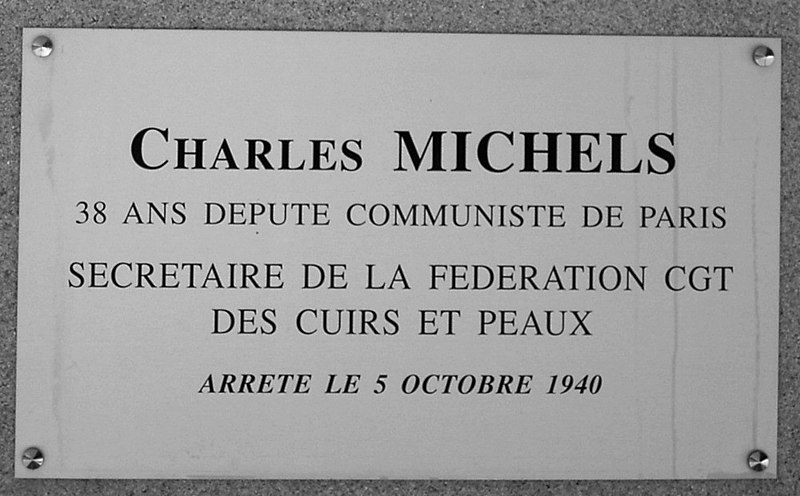 CHARLES MICHELS
38 ANS DEPUTE COMMUNISTE DE PARIS
SECRETAIRE DE LA FEDERATION CGT
DES CUIRS ET PEAUX
ARRETE LE 5 OCTOBRE 1940